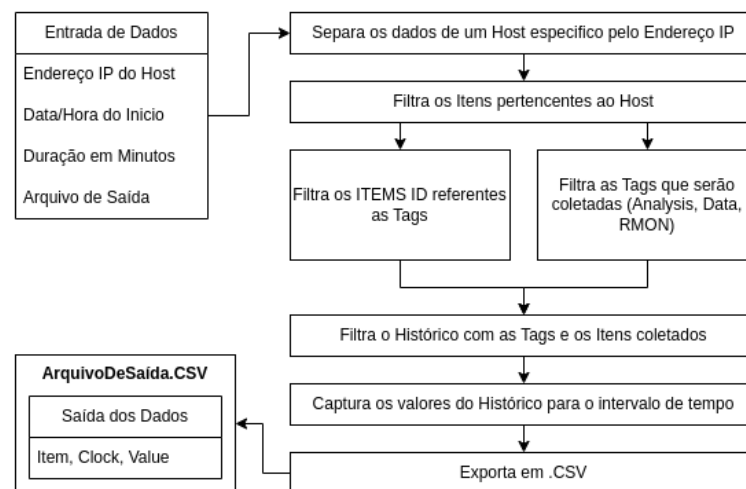 Entrada de Dados
Endereço IP do Host
Data/Hora do Inicio
Duração em Minutos
Arquivo de Saída
Separa os dados de um Host especifico pelo Endereço IP
Filtra os Itens pertencentes ao Host
Filtra os ITEMS ID referentes
as Tags
Filtra as Tags que serão
coletadas (Analysis, Data,
RMON)
Filtra o Histórico com as Tags e os Itens coletados
Captura os valores do Histórico para o intervalo de tempo
Exporta em .CSV
ArquivoDeSaída.CSV
Saída dos Dados
Item, Clock, Value